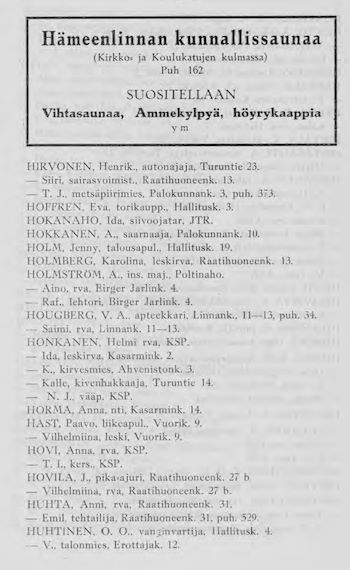 Hämeenlinnan kunnallissaunaa
(Kirkko- ja Koulukatujen kulmassa)
Puh 162
SUOSITELLAAN
Vihtasaunaa, Ammekylpyä, höyrykaappia
y m
HIRVONEN, Henrik., autonajaja, Turuntie 23.
— Siiri, sairasvoimist., Raatihuoneenk. 13.
— T. J., metsäpiirimies, Palokunnank. 3, puh. 373.
HOFFREN, Eva, torikaupp., Hallitusk. 3.
HOKANAHO, Ida, siivoojatar, JTR.
HOKKANEN, A., saarnaaja, Palokunnank. 10.
HOLM, Jenny, talousapul., Hallitusk. 19.
HOLMBERG, Karolina, leskirva, Raatihuoneenk. 13.
HOLMSTRÖM, A., ins. maj., Poltinaho.
— Aino, rva, Birger Jarlink. 4.
— Raf., lehtori, Birger Jarlink. 4.
HOUGBERG, V. A., apteekkari, Linnank., 11—13, puh. 34.
— Saimi, rva, Linnank. 11—13.
HONKANEN, Helmi rva, KSP.
— Ida, leskirva, Kasarmink. 2.
— K., kirvesmies, Ahvenistonk. 3.
— Kalle, kivenhakkaaja, Turuntie 14.
— N. J., vääp. KSP.
HORMA, Anna, nti, Kasarmink. 14.
HAST, Paavo, liikeapul., Vuorik. 9.
— Vilhelmiina, leski, Vuorik. 9.
HOVI, Anna, rva, KSP.
— T. I., kers., KSP.
HOVILA, J., pika-ajuri, Raatihuoneenk. 27 b
— Vilhelmiina, rva, Raatihuoneenk. 27 b.
HUHTA, Anni, rva, Raatihuoneenk. 31.
— Emil, tehtailija, Raatihuoneenk. 31, puh. 529.
HUHTINEN, O. O., vanginvartija, Hallitusk. 4.
— V., talonmies, Erottajak. 12.